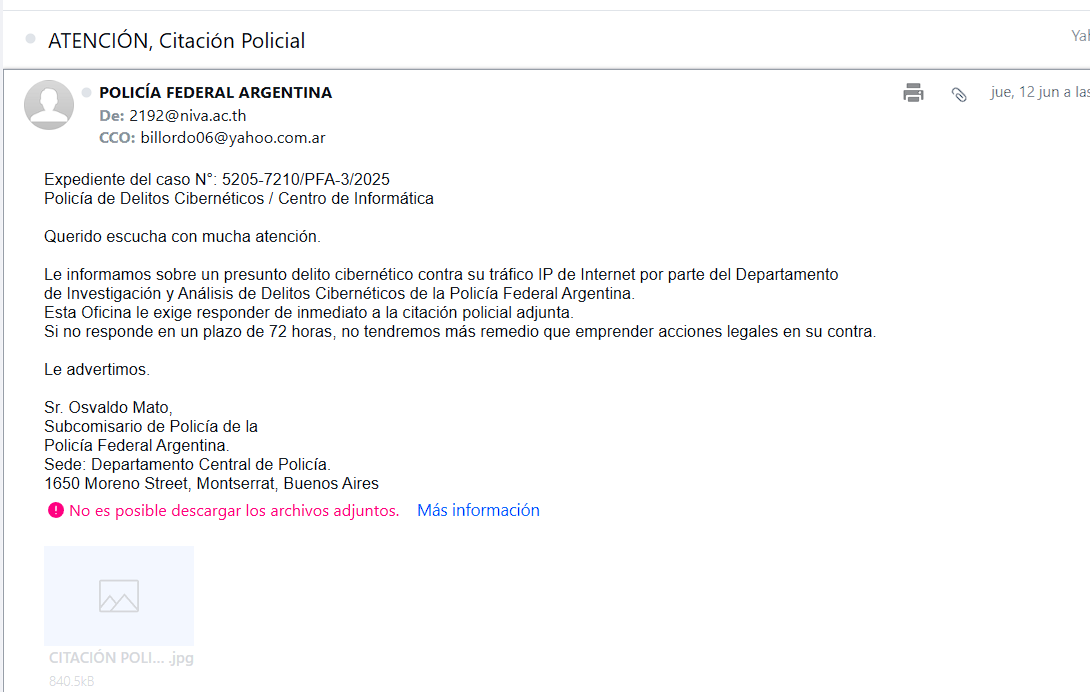 ATENCIÓN, Citación Policial
POLICÍA FEDERAL ARGENTINA
jue, 12 jun a las
De: 2192@niva.ac.th
CCO: billordo06@yahoo.com.ar
Expediente del caso N°: 5205-7210/PFA-3/2025
Policía de Delitos Cibernéticos / Centro de Informática
Querido escucha con mucha atención.
Le informamos sobre un presunto delito cibernético contra su tráfico IP de Internet por parte del Departamento
de Investigación y Análisis de Delitos Cibernéticos de la Policía Federal Argentina.
Esta Oficina le exige responder de inmediato a la citación policial adjunta.
Si no responde en un plazo de 72 horas, no tendremos más remedio que emprender acciones legales en su contra.
Le advertimos.
Sr. Osvaldo Mato,
Subcomisario de Policía de la
Policía Federal Argentina.
Sede: Departamento Central de Policía.
1650 Moreno Street, Montserrat, Buenos Aires
No es posible descargar los archivos adjuntos. Más información
CITACIÓN POLI... .jpg
840.5kB